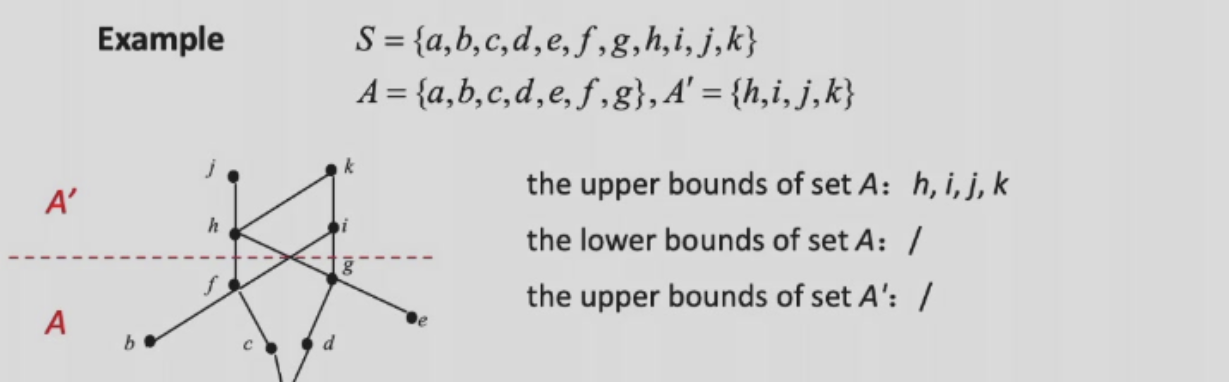 Example
S = {a,b,c,d,e,f,g,h,i,j,k}
A = {a,b,c,d,e,f,g}, A′ = {h,i,j,k}
j
k
A′
the upper bounds of set A: h, i, j, k
h
i
the lower bounds of set A: /
g
f
the upper bounds of set A': /
A
e
b
c
d